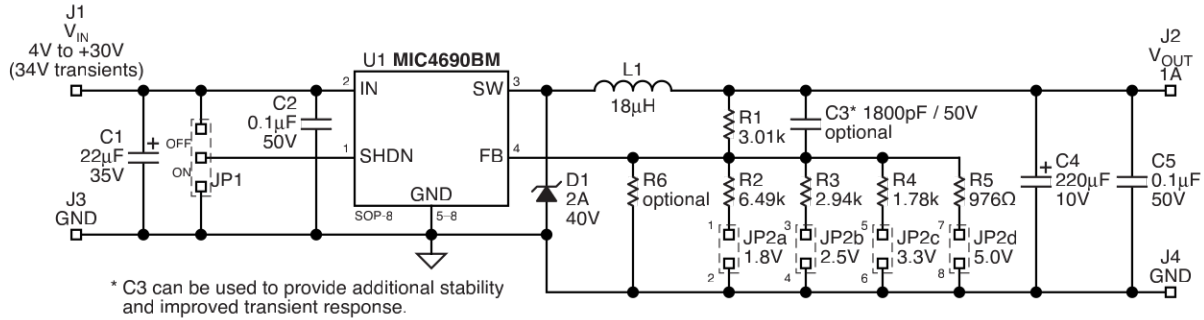 J1
V_IN
4V to +30V
(34V transients)
U1 MIC4690BM
J2
V_OUT
1A
2
IN
SW
3
L1
18µH
C2
0.1µF
50V
C1
+
22µF
35V
OFF
ON
JP1
1
SHDN
FB
4
GND
SOP-8
5–8
R1
3.01k
C3* 1800pF / 50V
optional
D1
2A
40V
R6
optional
R2
6.49k
R3
2.94k
R4
1.78k
R5
976Ω
+
C4
220µF
10V
C5
0.1µF
50V
J3
GND
1
JP2a
1.8V
2
3
JP2b
2.5V
4
5
JP2c
3.3V
6
7
JP2d
5.0V
8
J4
GND
* C3 can be used to provide additional stability
and improved transient response.